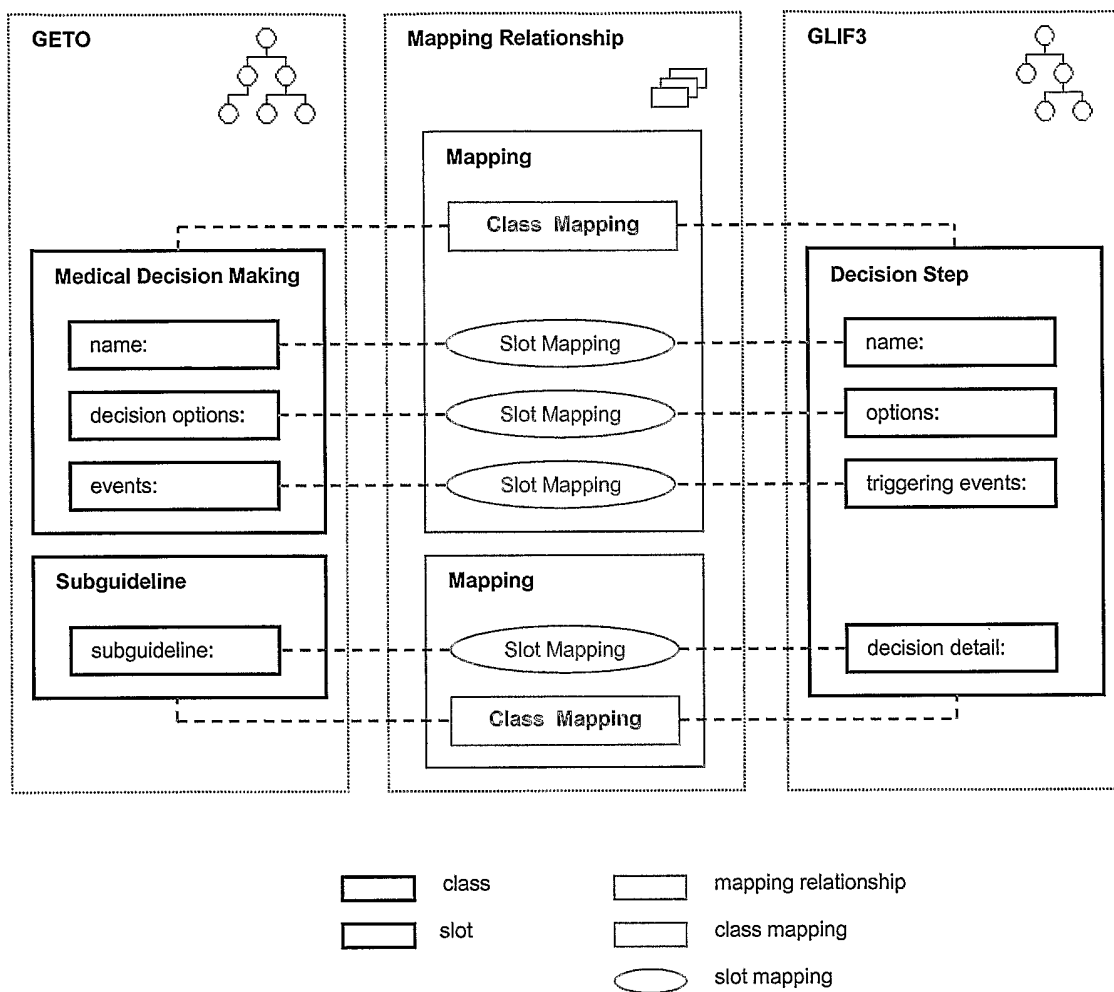 GETO
Mapping Relationship
GLIF3
Mapping
Class Mapping
Medical Decision Making
Decision Step
name:
Slot Mapping
name:
decision options:
Slot Mapping
options:
events:
Slot Mapping
triggering events:
Subguideline
Mapping
subguideline:
Slot Mapping
decision detail:
Class Mapping
class
mapping relationship
slot
class mapping
slot mapping